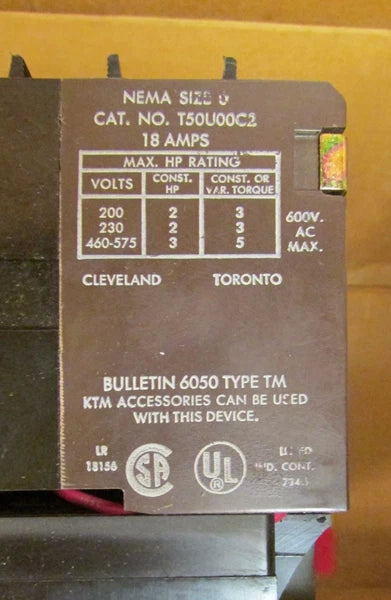 NEMA SIZE 0
CAT. NO. T50U00C2
18 AMPS
MAX. HP RATING
VOLTS CONST. HP CONST. OR VAR. TORQUE
200 2 3
230 2 3
460-575 3 5
600V. AC MAX.
CLEVELAND TORONTO
BULLETIN 6050 TYPE TM
KTM ACCESSORIES CAN BE USED
WITH THIS DEVICE.
LR
18156
SA
UL
®
IND. CONT.